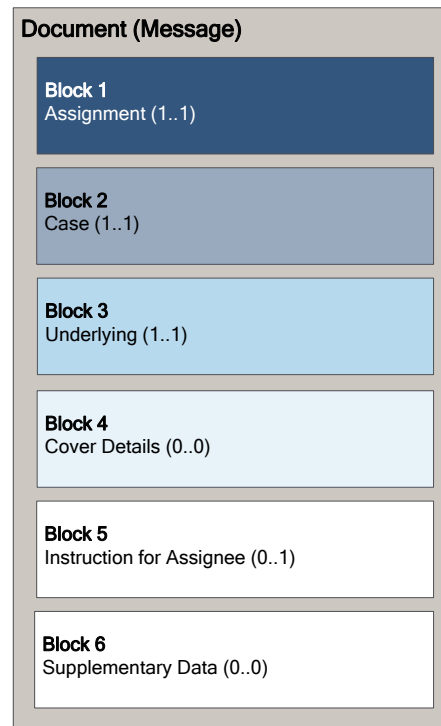 Document (Message)
Block 1
Assignment (1..1)
Block 2
Case (1..1)
Block 3
Underlying (1..1)
Block 4
Cover Details (0..0)
Block 5
Instruction for Assignee (0..1)
Block 6
Supplementary Data (0..0)